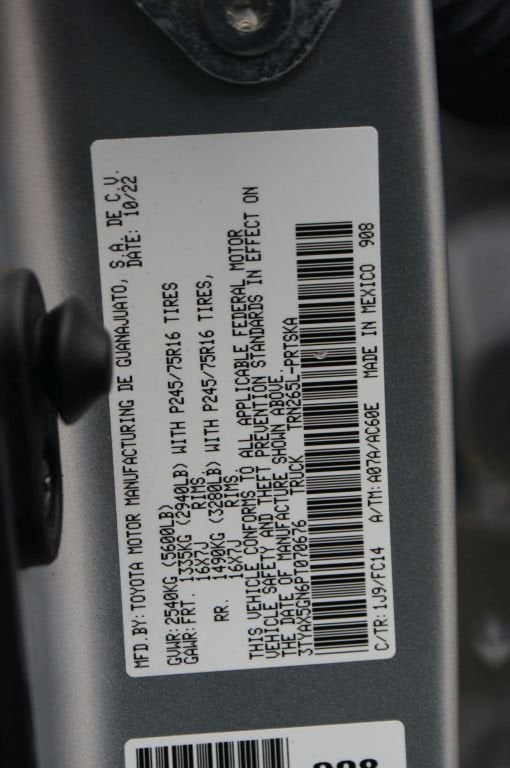 MFD.BY: TOYOTA MOTOR MANUFACTURING DE GUANAJUATO, S.A. DE C.V.
DATE: 10/22
GVWR: 2540KG (5600LB)
GAWR: FRT. 1335KG (2940LB) WITH P245/75R16 TIRES
16X7J RIMS
RR. 1490KG (3280LB) WITH P245/75R16 TIRES,
16X7J RIMS.
THIS VEHICLE CONFORMS TO ALL APPLICABLE FEDERAL MOTOR
VEHICLE SAFETY AND THEFT PREVENTION STANDARDS IN EFFECT ON
THE DATE OF MANUFACTURE SHOWN ABOVE.
3TYAX5GN6PT070676 TRUCK TRN265L-PRTSKA
C/TR: 1J9/FC14 A/TM: A07A/AC60E MADE IN MEXICO 908
908